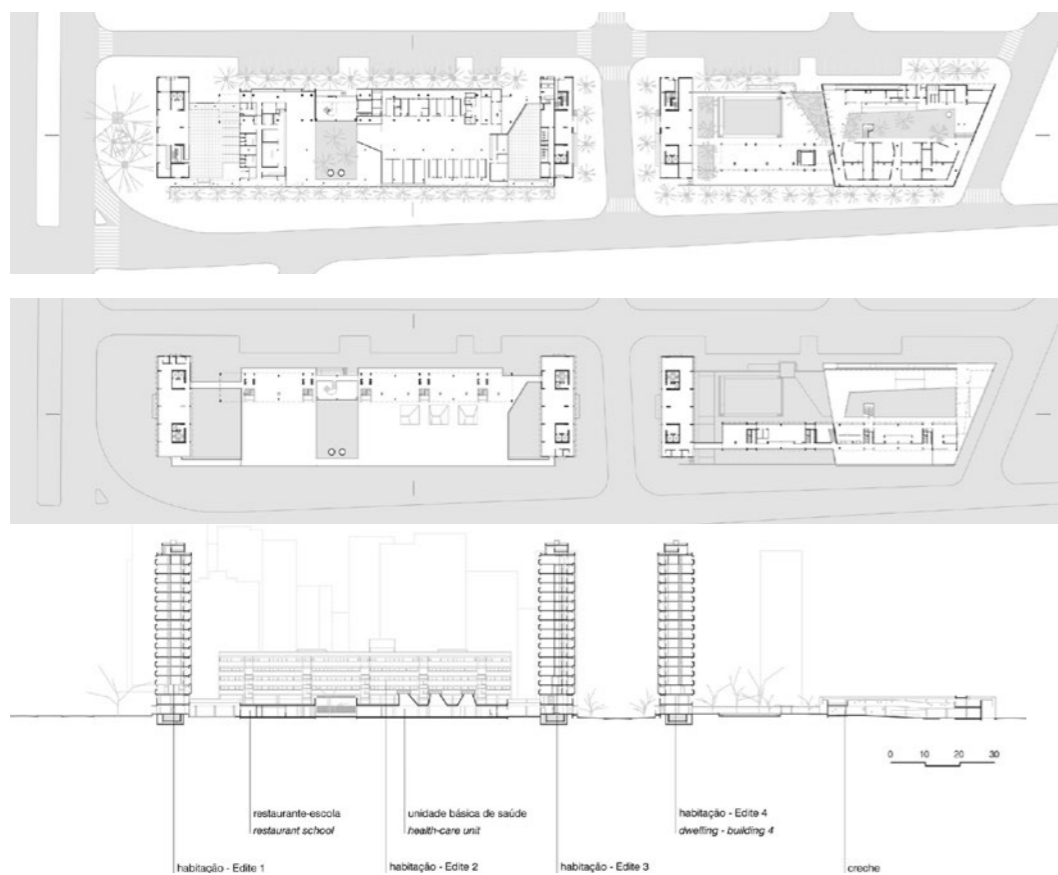 0 10 20 30
restaurante-escola
restaurant school
unidade básica de saúde
health-care unit
habitação - Edite 4
dwelling - building 4
habitação - Edite 1
habitação - Edite 2
habitação - Edite 3
creche